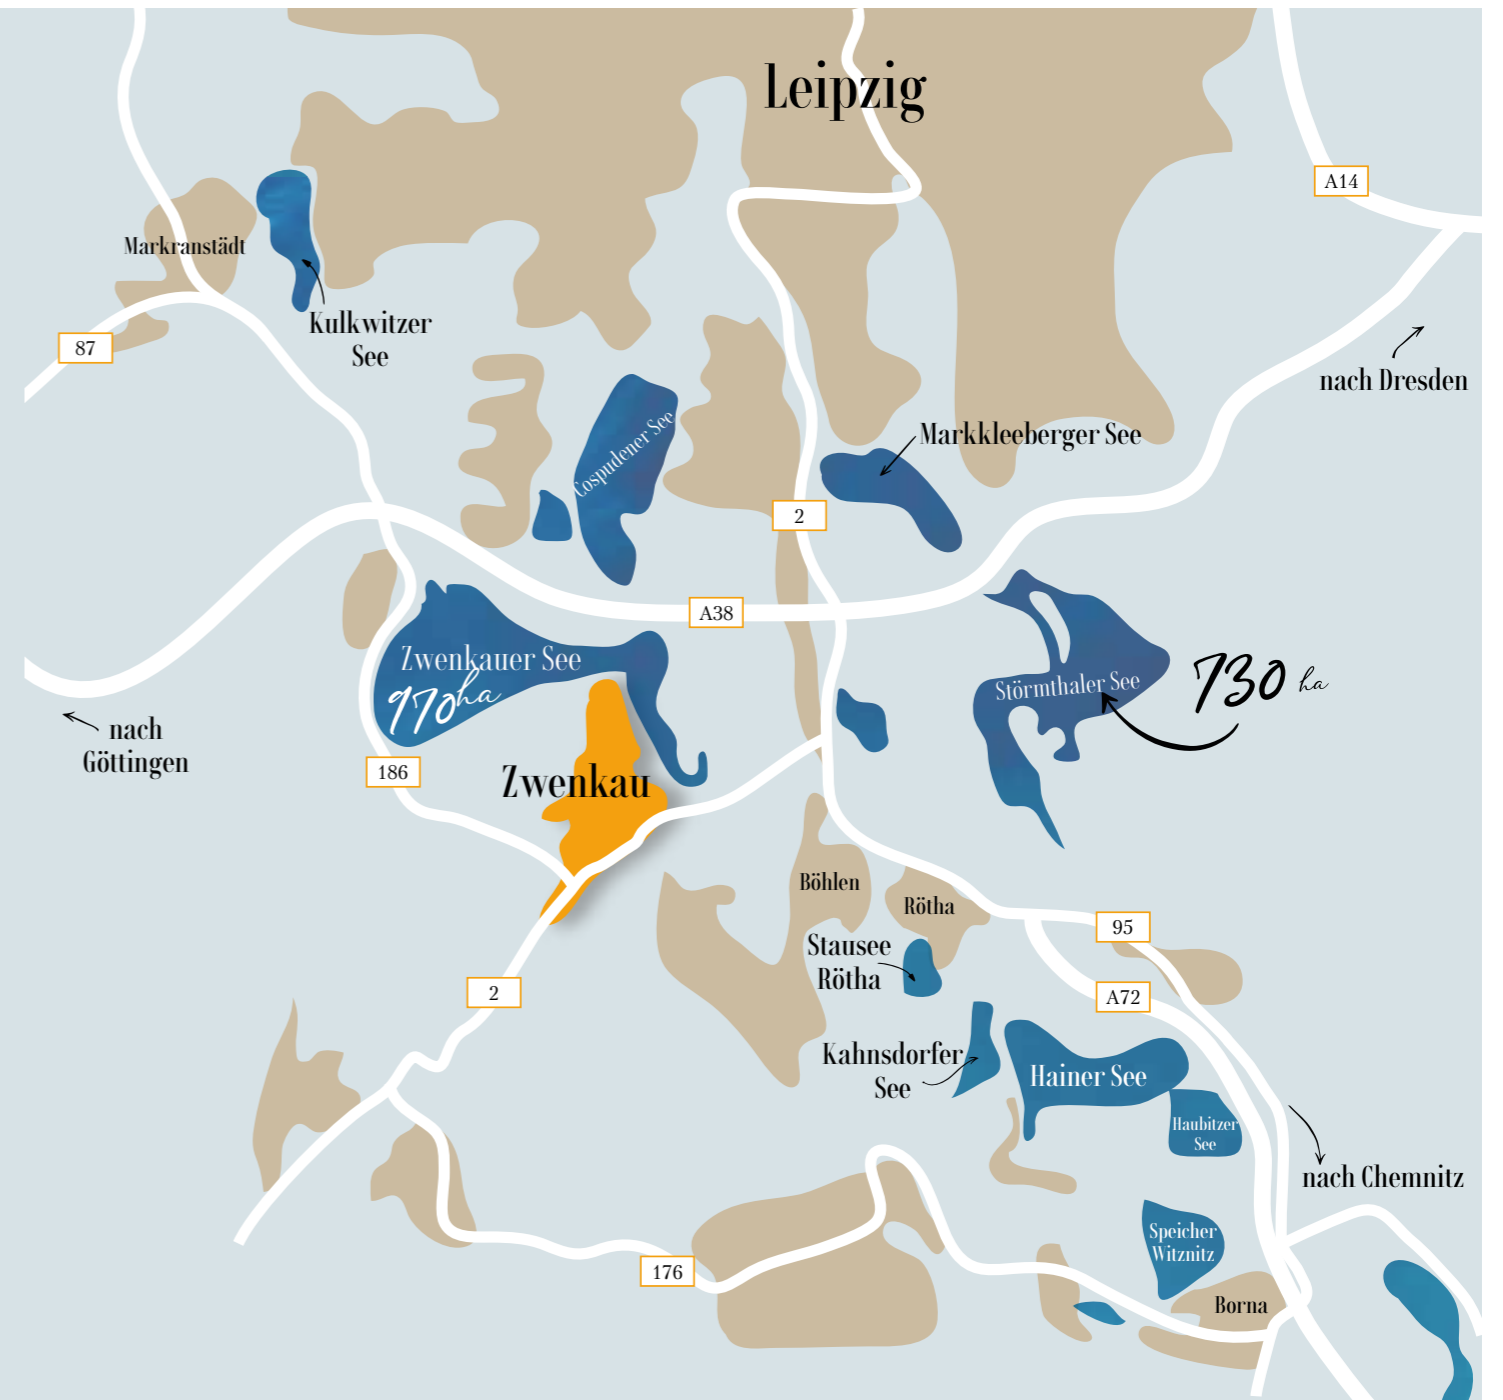 Leipzig
A14
Markranstädt
Kulkwitzer
See
87
nach Dresden
Cospudener See
Markkleeberger See
2
A38
Zwenkauer See
970 ha
Störmthaler See
730 ha
nach
Göttingen
186
Zwenkau
Böhlen
Rötha
95
Stausee
Rötha
2
A72
Kahnsdorfer
See
Hainer See
Haubitzer
See
nach Chemnitz
Speicher
Witznitz
176
Borna